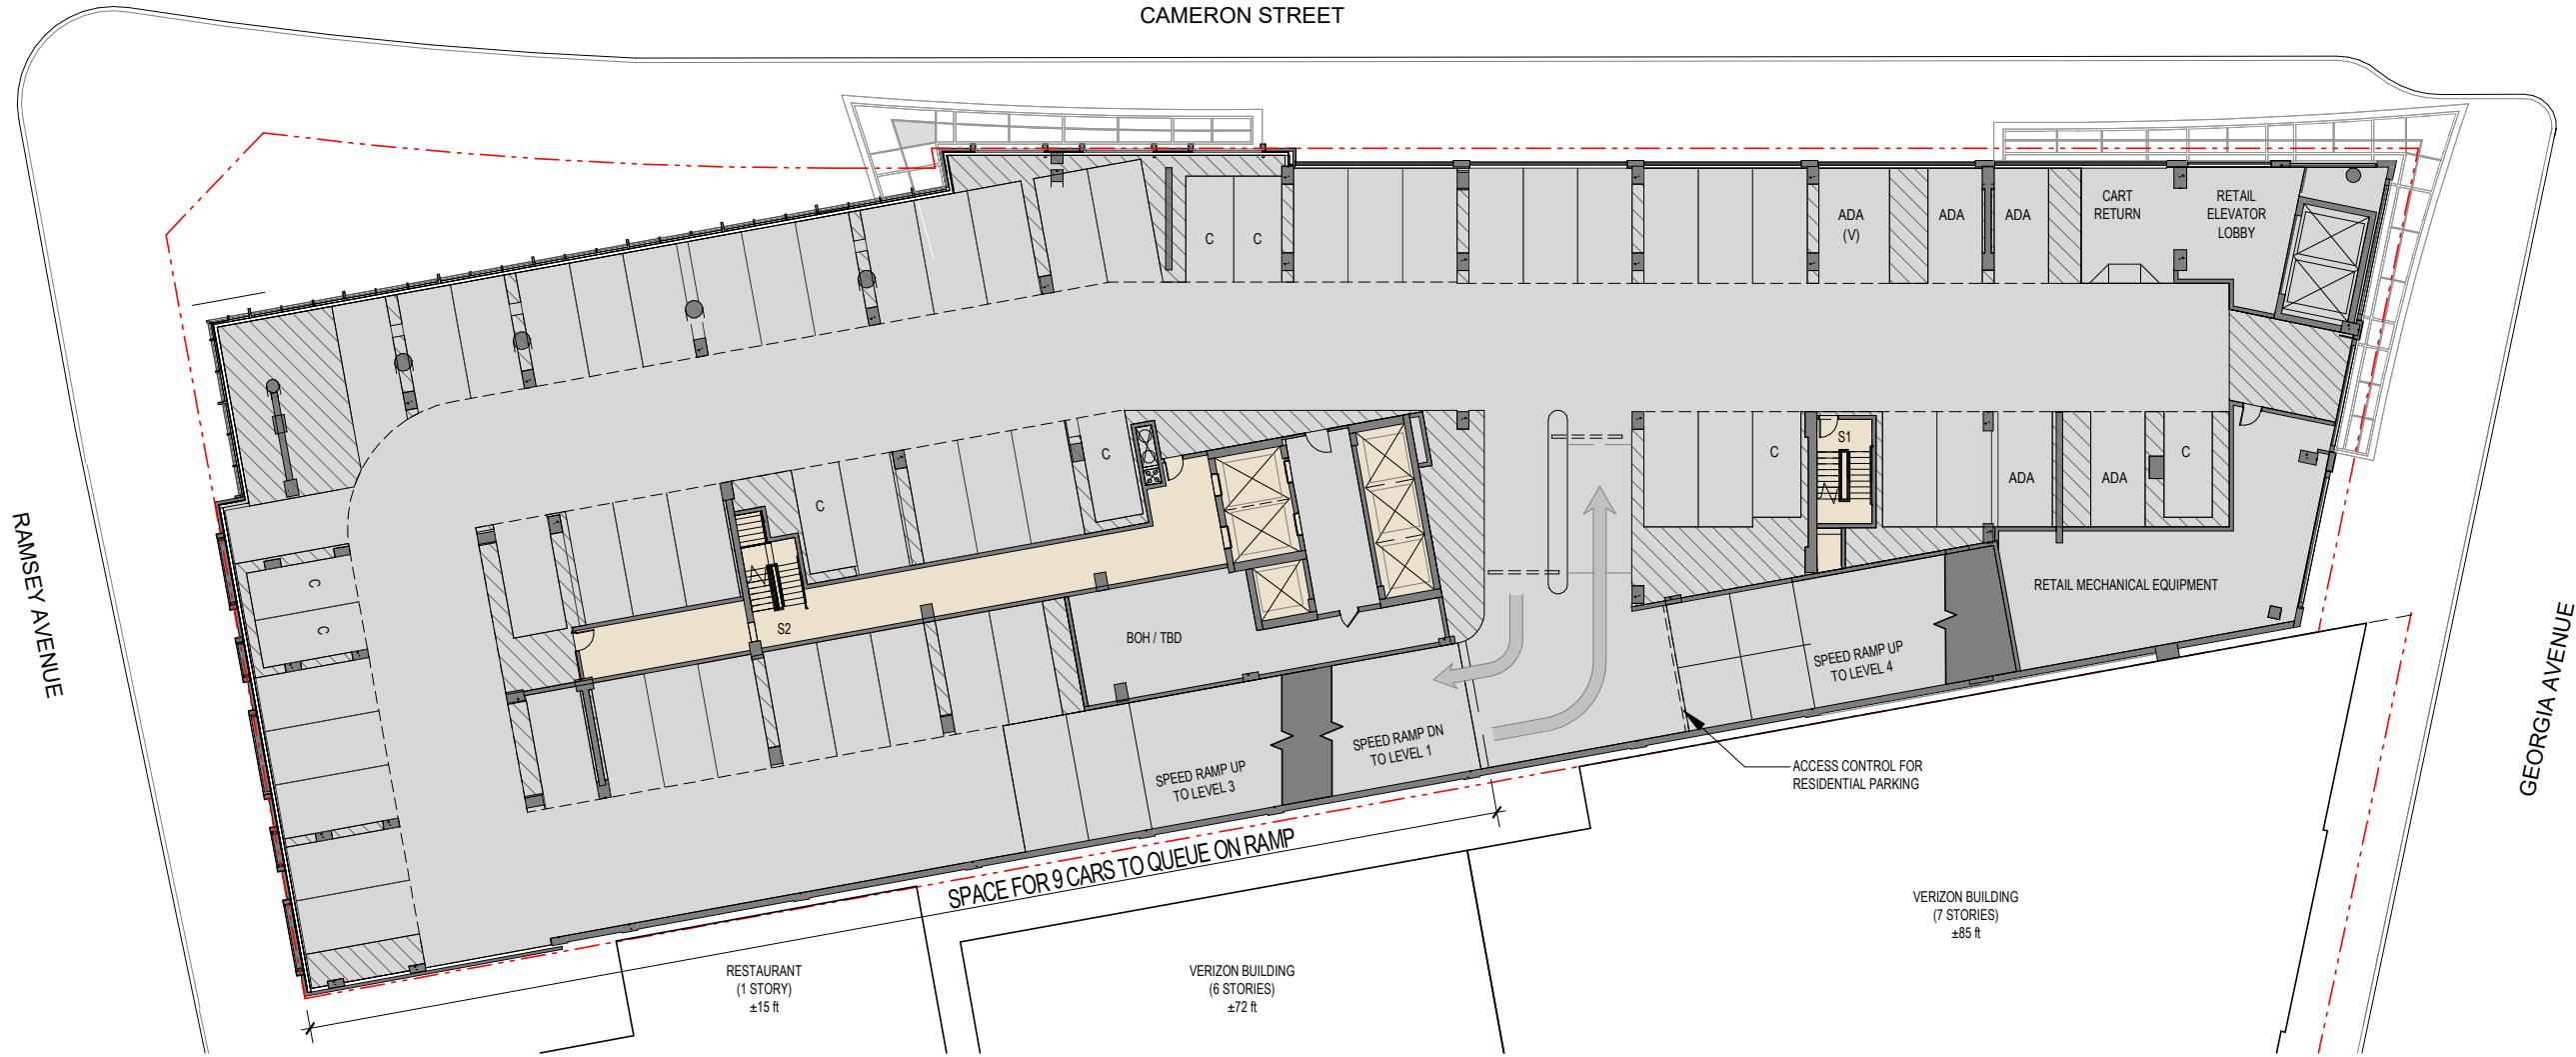 CAMERON STREET
ADA
(V)
ADA
ADA
CART
RETURN
RETAIL
ELEVATOR
LOBBY
C
C
C
C
C
S1
ADA
ADA
C
RAMSEY AVENUE
C
C
S2
BOH / TBD
RETAIL MECHANICAL EQUIPMENT
SPEED RAMP UP
TO LEVEL 4
SPEED RAMP DN
TO LEVEL 1
SPEED RAMP UP
TO LEVEL 3
ACCESS CONTROL FOR
RESIDENTIAL PARKING
GEORGIA AVENUE
SPACE FOR 9 CARS TO QUEUE ON RAMP
RESTAURANT
(1 STORY)
±15 ft
VERIZON BUILDING
(6 STORIES)
±72 ft
VERIZON BUILDING
(7 STORIES)
±85 ft